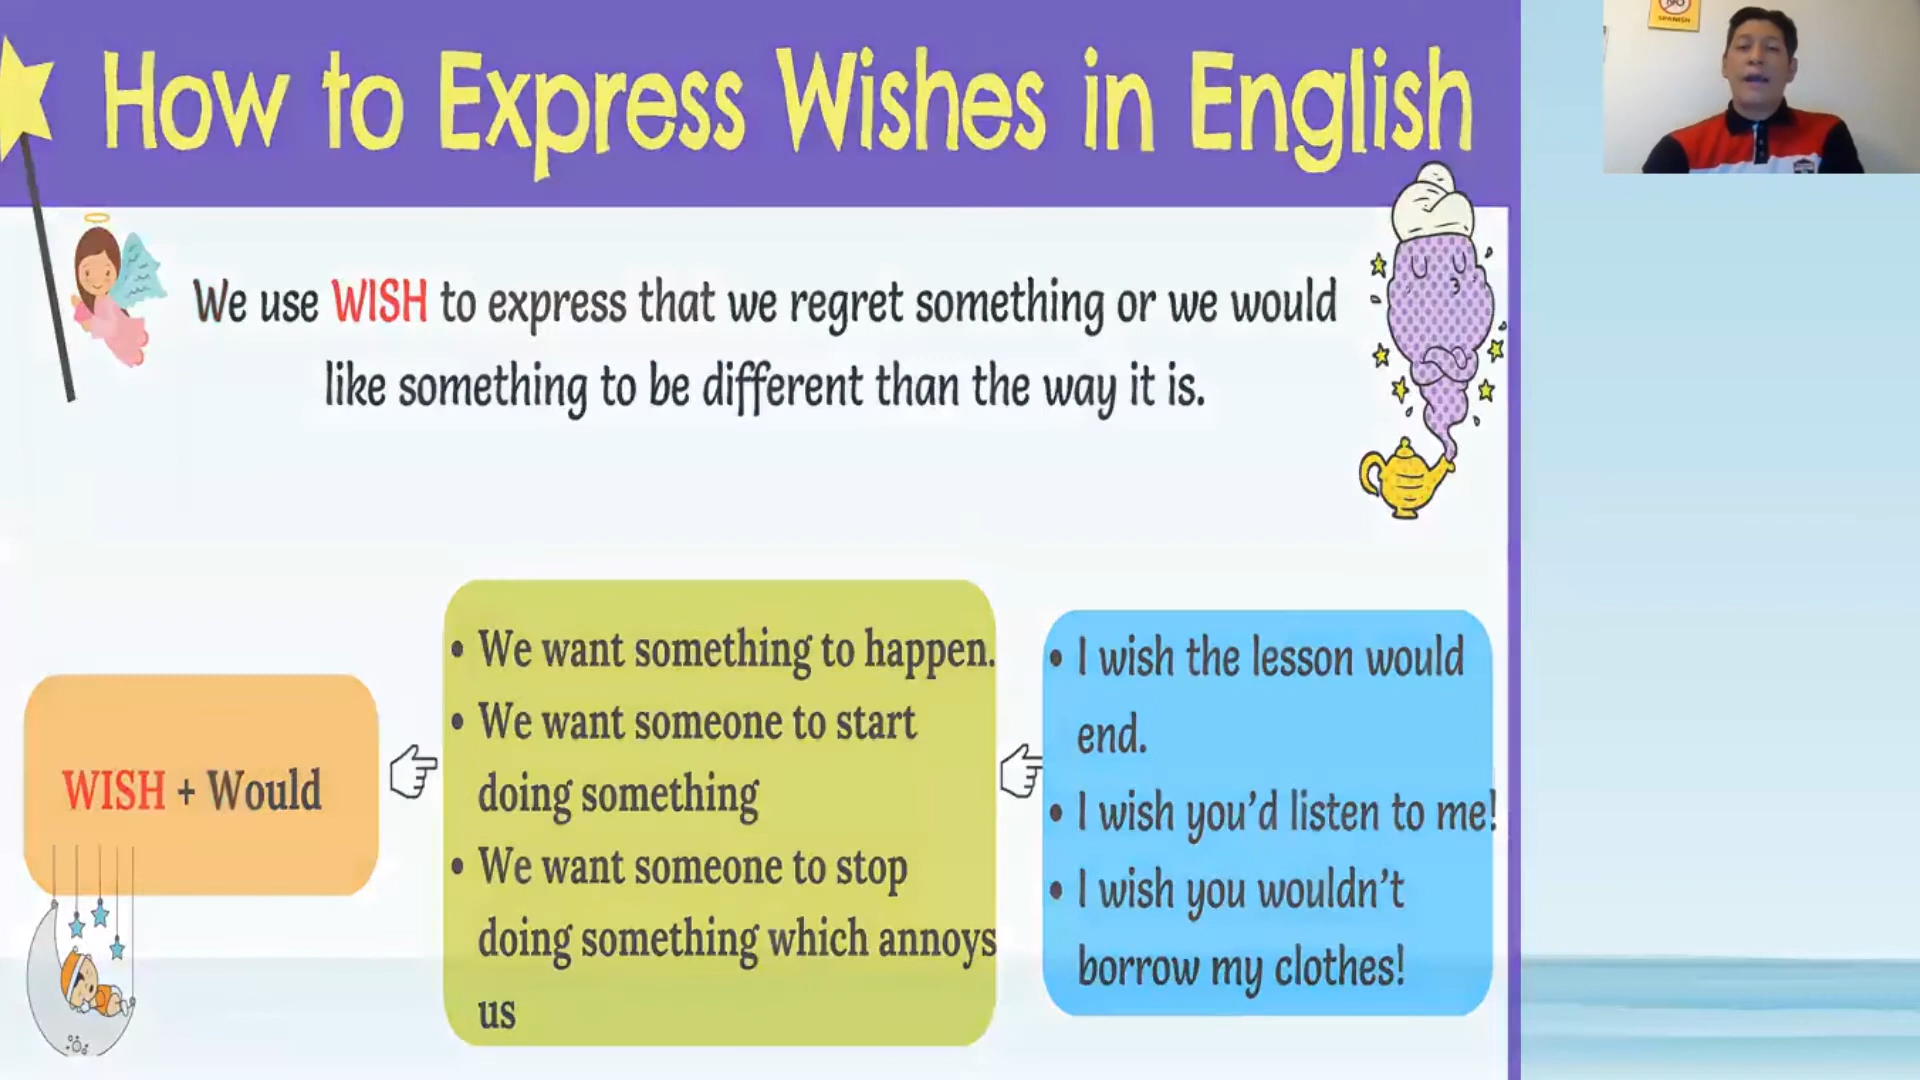 How to Express Wishes in English
NO
SPANISH
We use WISH to express that we regret something or we would
like something to be different than the way it is.
WISH + Would
• We want something to happen.
• We want someone to start
doing something
• We want someone to stop
doing something which annoys
us
• I wish the lesson would
end.
• I wish you'd listen to me!
• I wish you wouldn't
borrow my clothes!